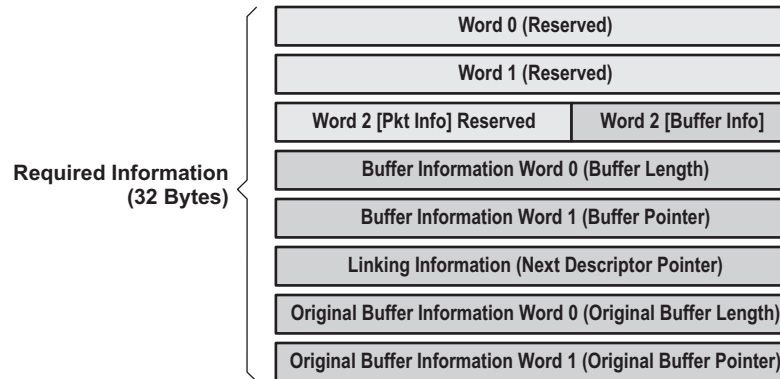 Word 0 (Reserved)
Word 1 (Reserved)
Word 2 [Pkt Info] Reserved
Word 2 [Buffer Info]
Required Information
(32 Bytes)
Buffer Information Word 0 (Buffer Length)
Buffer Information Word 1 (Buffer Pointer)
Linking Information (Next Descriptor Pointer)
Original Buffer Information Word 0 (Original Buffer Length)
Original Buffer Information Word 1 (Original Buffer Pointer)